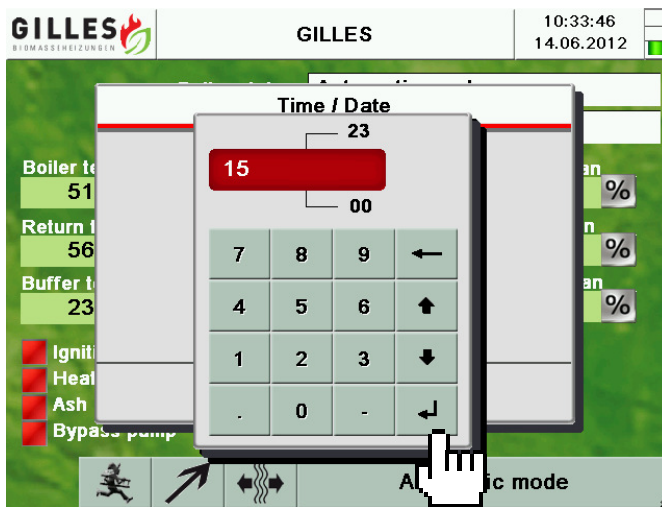 GILLES
BIOMASSEHEIZUNGEN
GILLES
10:33:46
14.06.2012
Time / Date
23
15
00
Boiler te
51
%
Return t
56
%
Buffer te
23
an
%
7 8 9
4 5 6
1 2 3
. 0 -
Igniti
Heat
Ash
Bypass pump
mode